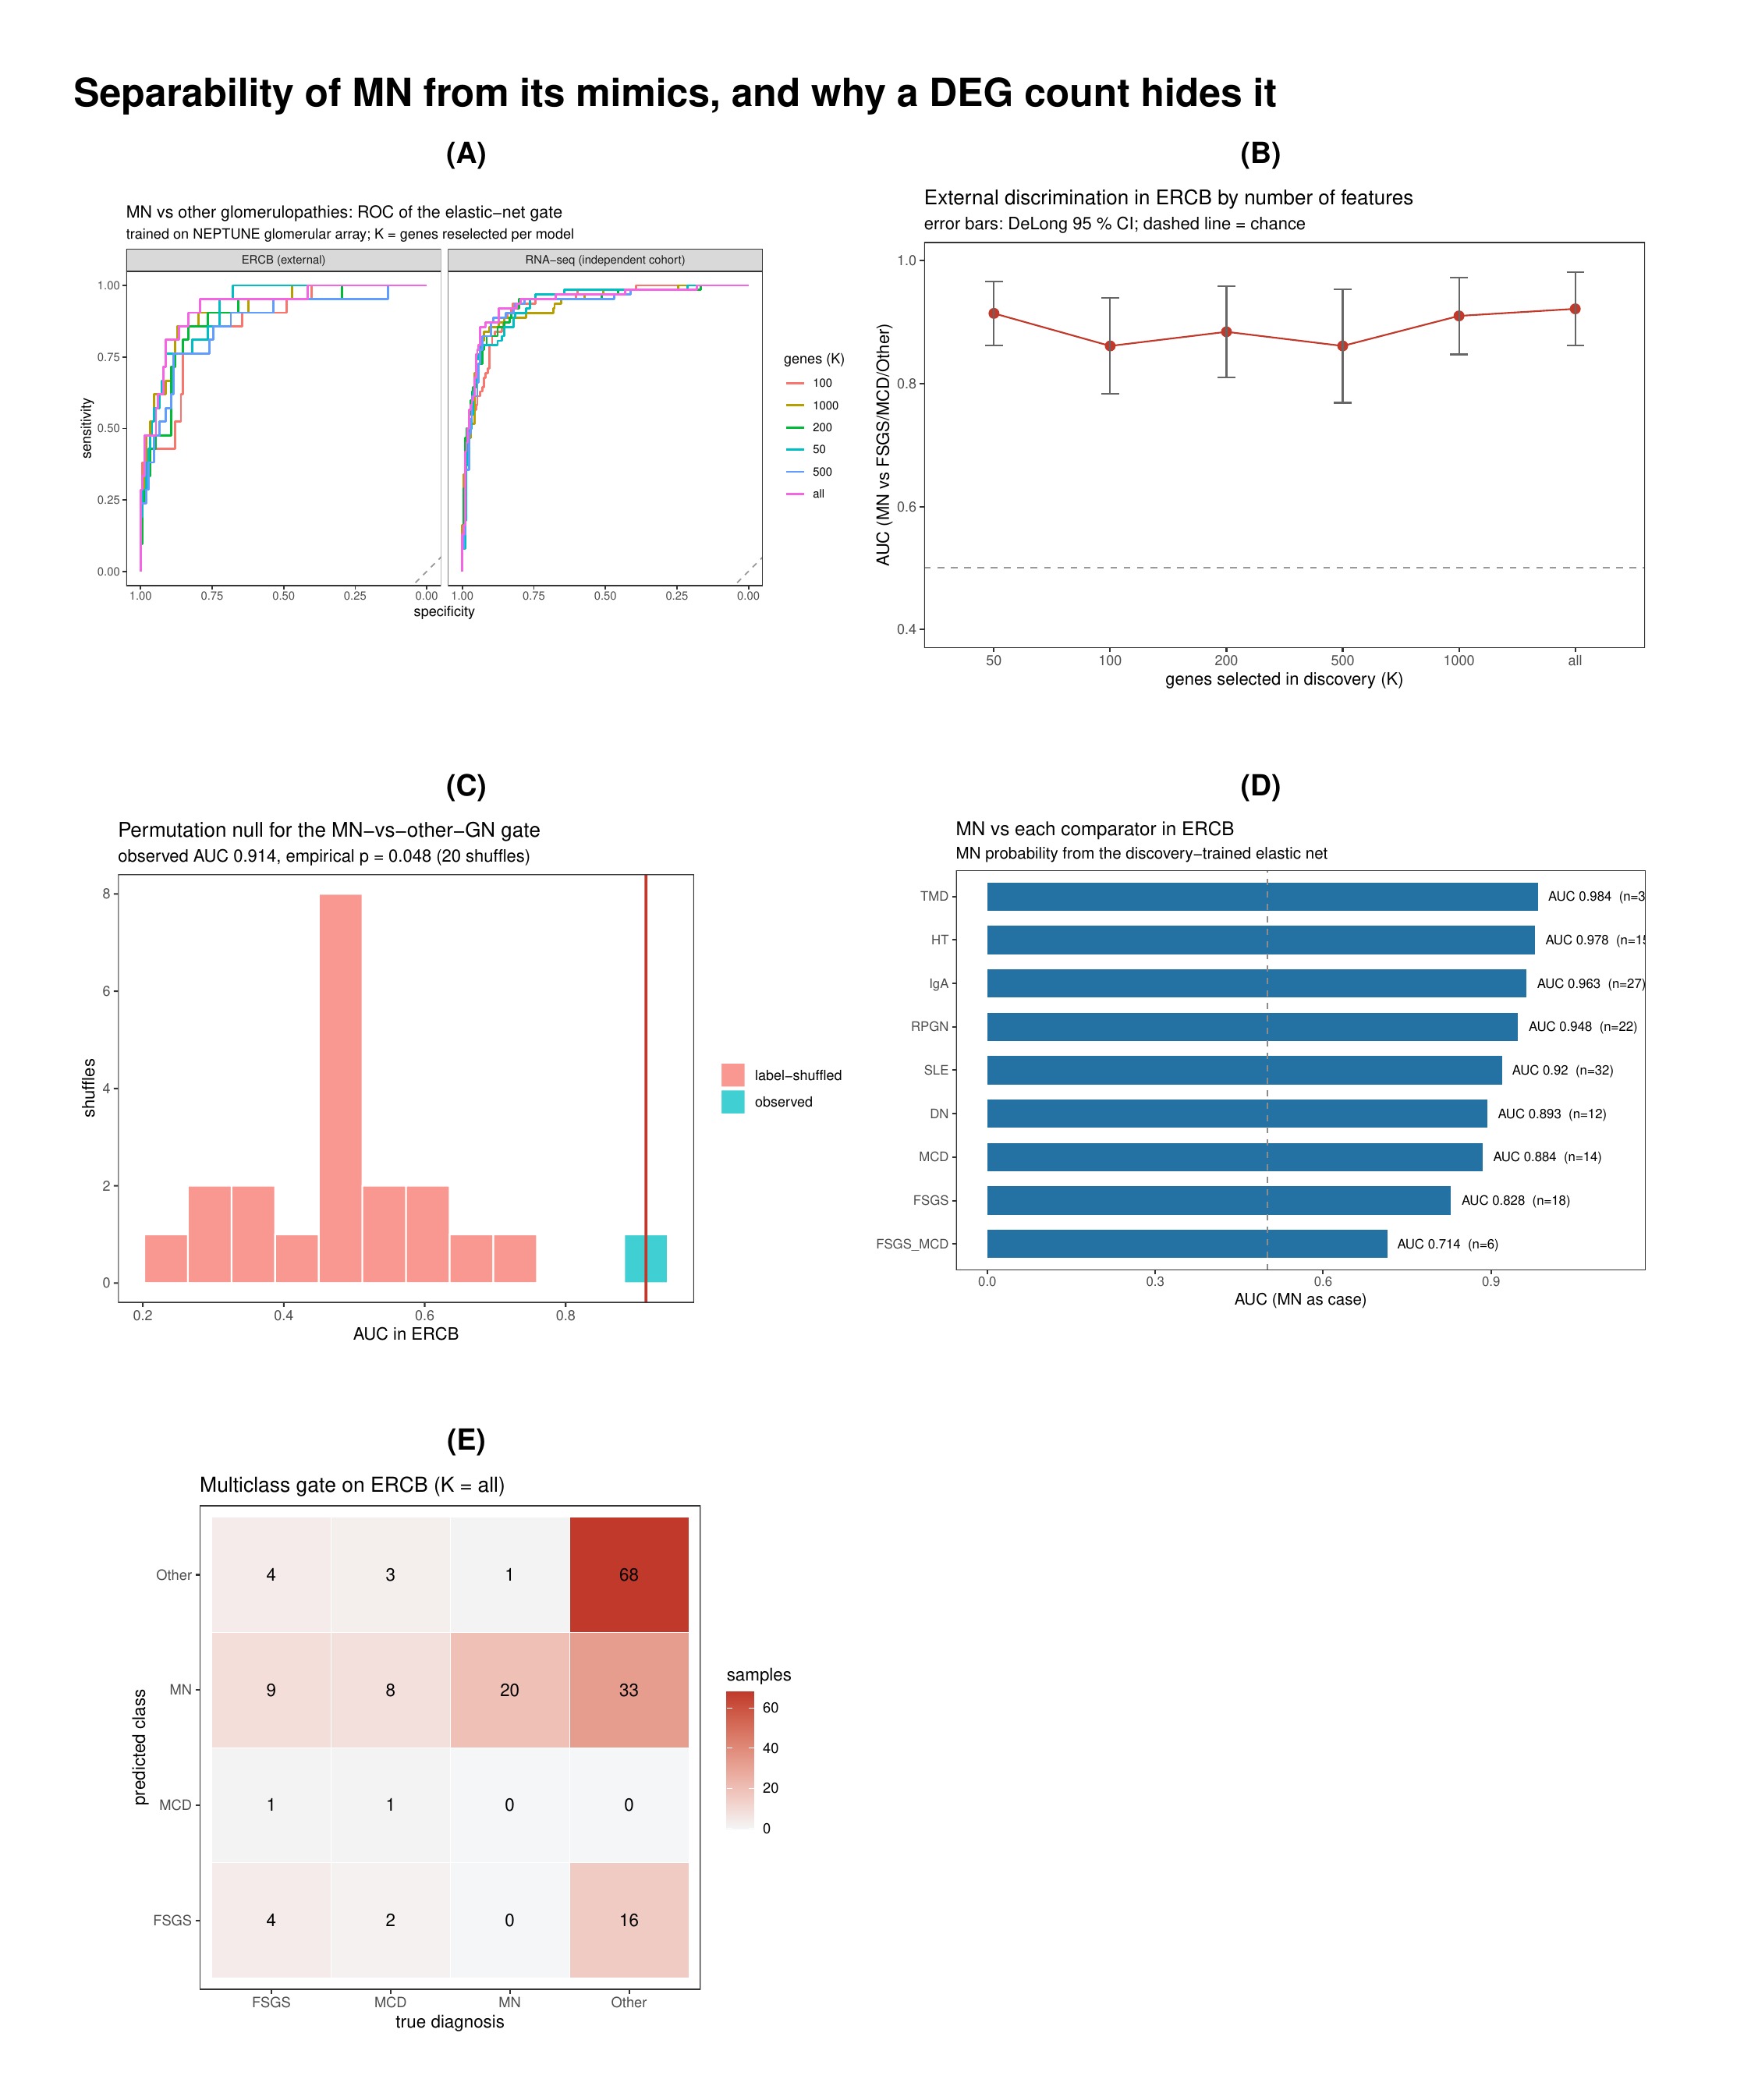 Separability of MN from its mimics, and why a DEG count hides it
(A)
MN vs other glomerulopathies: ROC of the elastic−net gate
trained on NEPTUNE glomerular array; K = genes reselected per model
ERCB (external)
RNA−seq (independent cohort)
1.00
0.75
0.50
0.25
0.00
sensitivity
1.00 0.75 0.50 0.25 0.00
1.00 0.75 0.50 0.25 0.00
specificity
genes (K)
100
1000
200
50
500
all
(B)
External discrimination in ERCB by number of features
error bars: DeLong 95 % CI; dashed line = chance
1.0
0.8
0.6
0.4
AUC (MN vs FSGS/MCD/Other)
50 100 200 500 1000 all
genes selected in discovery (K)
(C)
Permutation null for the MN−vs−other−GN gate
observed AUC 0.914, empirical p = 0.048 (20 shuffles)
8
6
4
2
0
shuffles
0.2 0.4 0.6 0.8
AUC in ERCB
label−shuffled
observed
(D)
MN vs each comparator in ERCB
MN probability from the discovery−trained elastic net
TMD AUC 0.984 (n=3
HT AUC 0.978 (n=15
IgA AUC 0.963 (n=27)
RPGN AUC 0.948 (n=22)
SLE AUC 0.92 (n=32)
DN AUC 0.893 (n=12)
MCD AUC 0.884 (n=14)
FSGS AUC 0.828 (n=18)
FSGS_MCD AUC 0.714 (n=6)
0.0 0.3 0.6 0.9
AUC (MN as case)
(E)
Multiclass gate on ERCB (K = all)
Other 4 3 1 68
MN 9 8 20 33
MCD 1 1 0 0
FSGS 4 2 0 16
predicted class
FSGS MCD MN Other
true diagnosis
samples
60
40
20
0